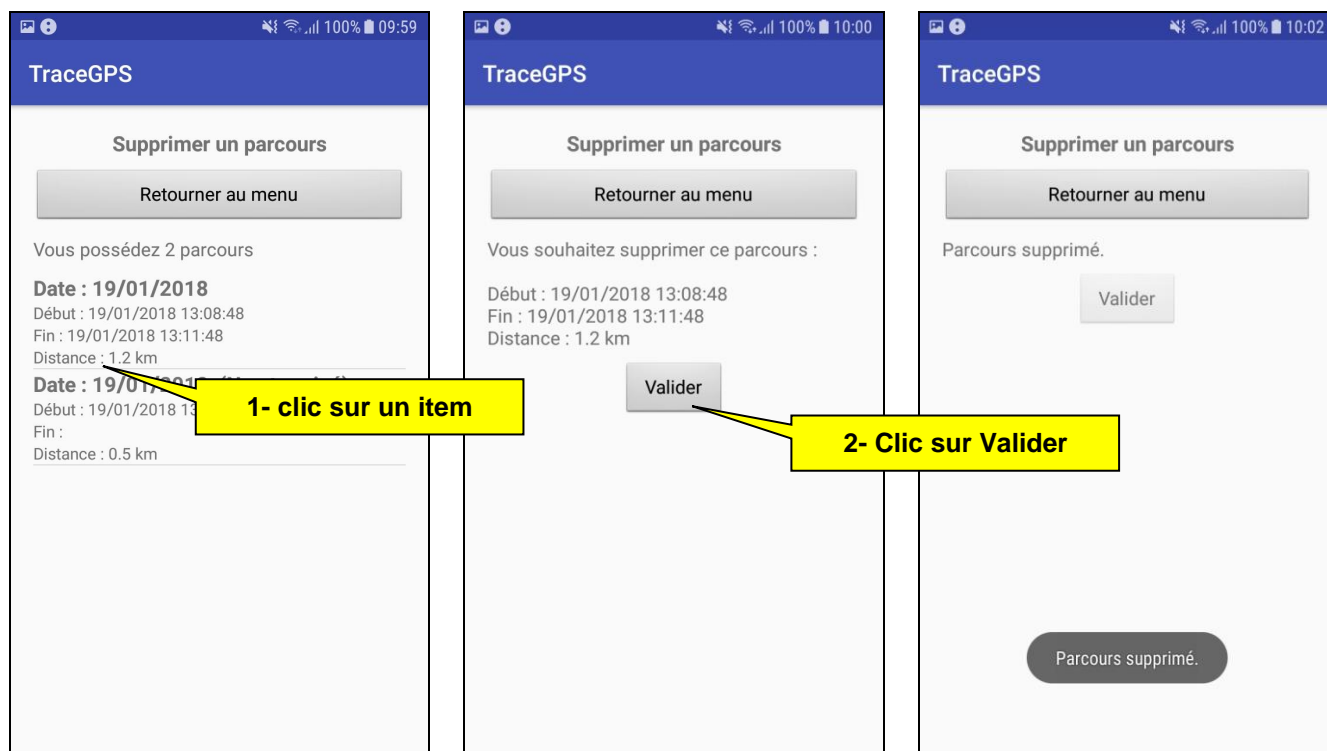 100% 09:59
TraceGPS
Supprimer un parcours
Retourner au menu
Vous possédez 2 parcours
Date : 19/01/2018
Début : 19/01/2018 13:08:48
Fin : 19/01/2018 13:11:48
Distance : 1.2 km
Date :
Début : 19/01/2018
Fin :
Distance : 0.5 km
1- clic sur un item
100% 10:00
TraceGPS
Supprimer un parcours
Retourner au menu
Vous souhaitez supprimer ce parcours :
Début : 19/01/2018 13:08:48
Fin : 19/01/2018 13:11:48
Distance : 1.2 km
Valider
2- Clic sur Valider
100% 10:02
TraceGPS
Supprimer un parcours
Retourner au menu
Parcours supprimé.
Valider
Parcours supprimé.